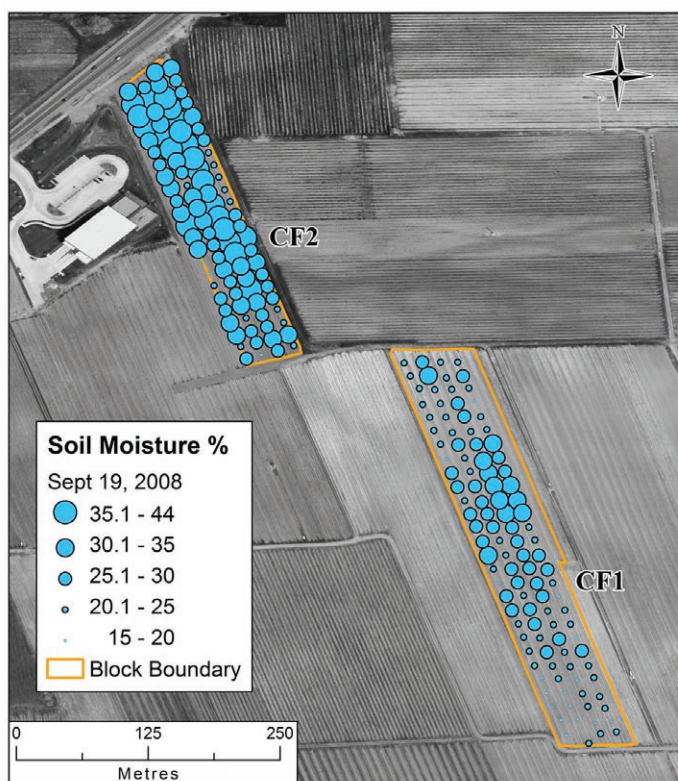 N
CF2
CF1
Soil Moisture %
Sept 19, 2008
35.1 - 44
30.1 - 35
25.1 - 30
20.1 - 25
15 - 20
Block Boundary
0 125 250
Metres